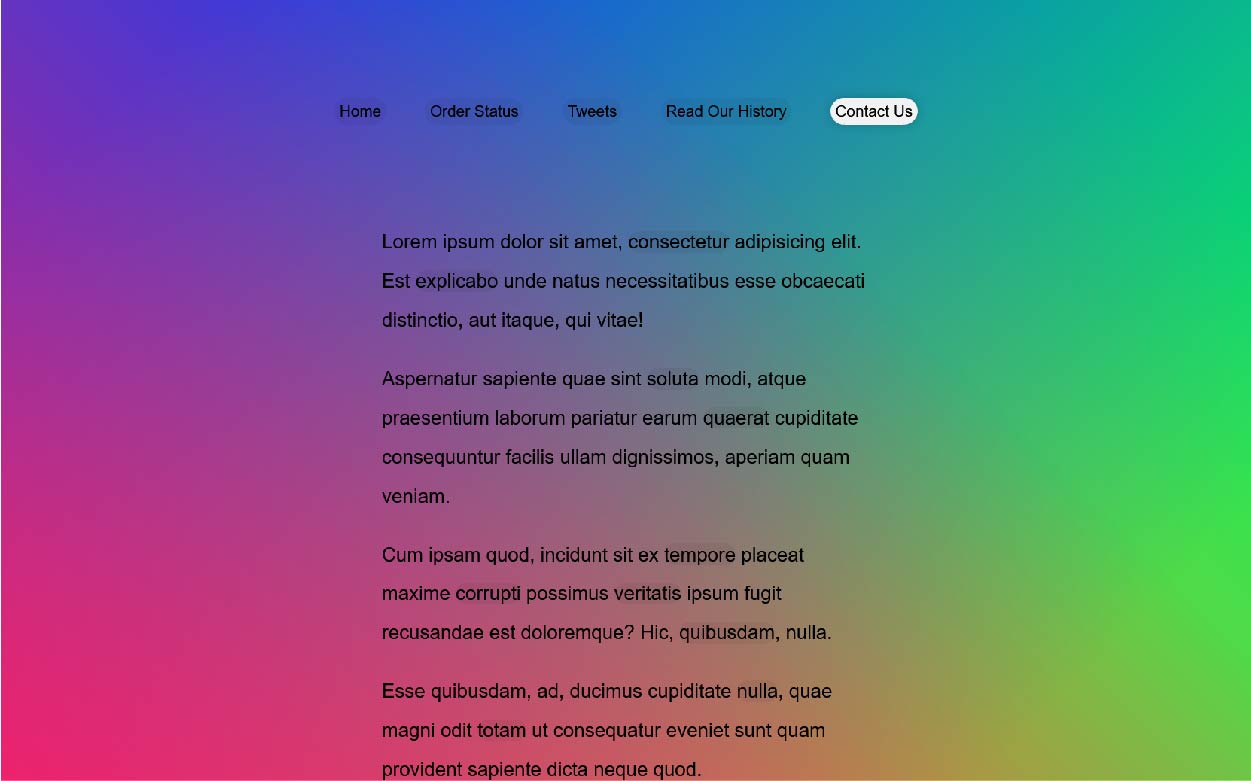 Home Order Status Tweets Read Our History Contact Us
Lorem ipsum dolor sit amet, consectetur adipisicing elit.
Est explicabo unde natus necessitatibus esse obcaecati
distinctio, aut itaque, qui vitae!
Aspernatur sapiente quae sint soluta modi, atque
praesentium laborum pariatur earum quaerat cupiditate
consequuntur facilis ullam dignissimos, aperiam quam
veniam.
Cum ipsam quod, incidunt sit ex tempore placeat
maxime corrupti possimus veritatis ipsum fugit
recusandae est doloremque? Hic, quibusdam, nulla.
Esse quibusdam, ad, ducimus cupiditate nulla, quae
magni odit totam ut consequatur eveniet sunt quam
provident sapiente dicta neque quod.